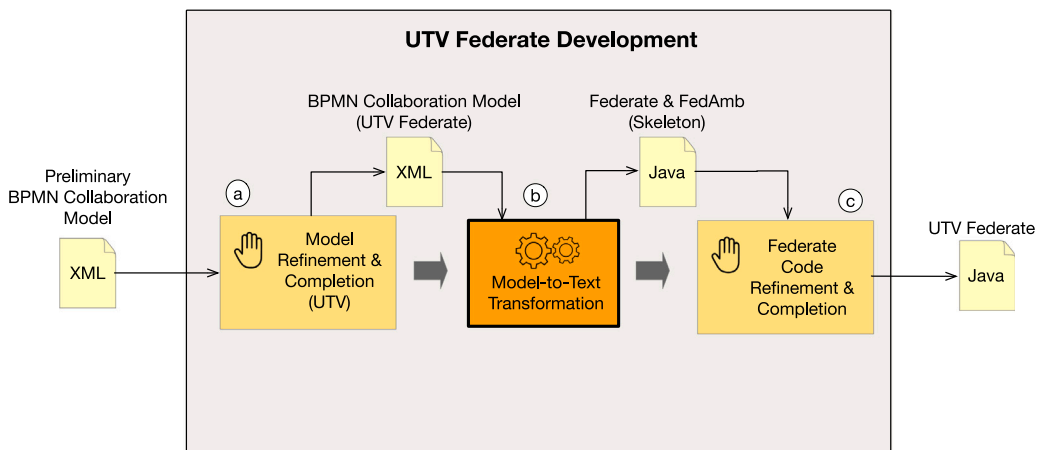 UTV Federate Development
BPMN Collaboration Model
(UTV Federate)
Federate & FedAmb
(Skeleton)
Preliminary
BPMN Collaboration
Model
XML
XML
Java
a
b
c
Model
Refinement &
Completion
(UTV)
Model-to-Text
Transformation
Federate
Code
Refinement &
Completion
UTV Federate
Java